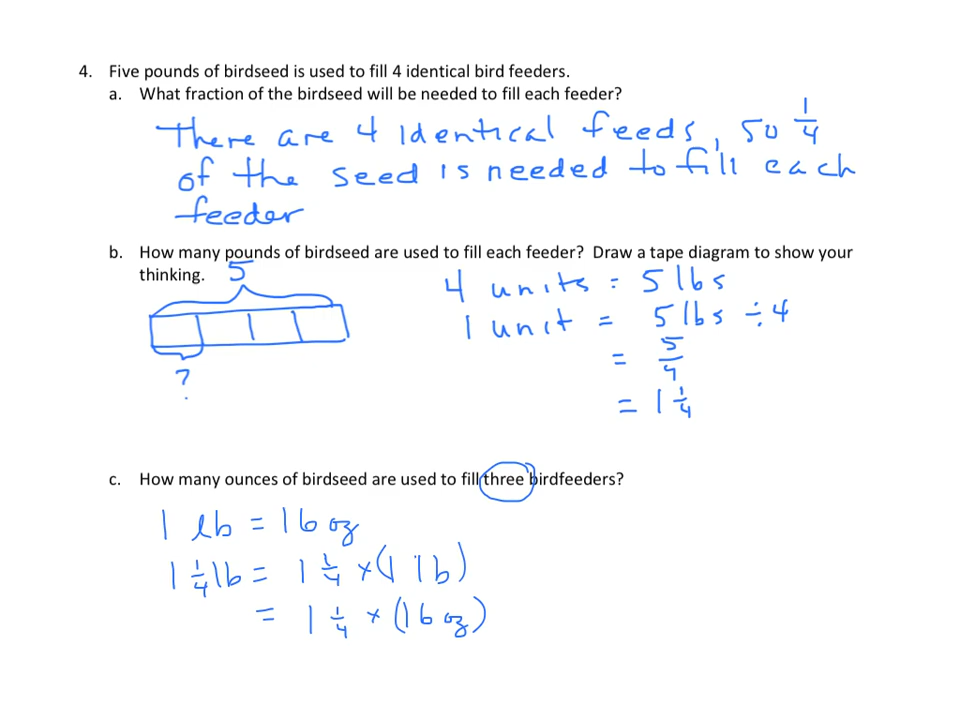 4. Five pounds of birdseed is used to fill 4 identical bird feeders.
a. What fraction of the birdseed will be needed to fill each feeder?
There are 4 identical feeds, so 1/4
of the seed is needed to fill each
feeder
b. How many pounds of birdseed are used to fill each feeder? Draw a tape diagram to show your
thinking.
5
?
4 units = 5 lbs
1 unit = 5 lbs ÷ 4
= 5/4
= 1 1/4
c. How many ounces of birdseed are used to fill three birdfeeders?
1 lb = 16 oz
1 1/4 lb = 1 1/4 × (1 lb)
= 1 1/4 × (16 oz)